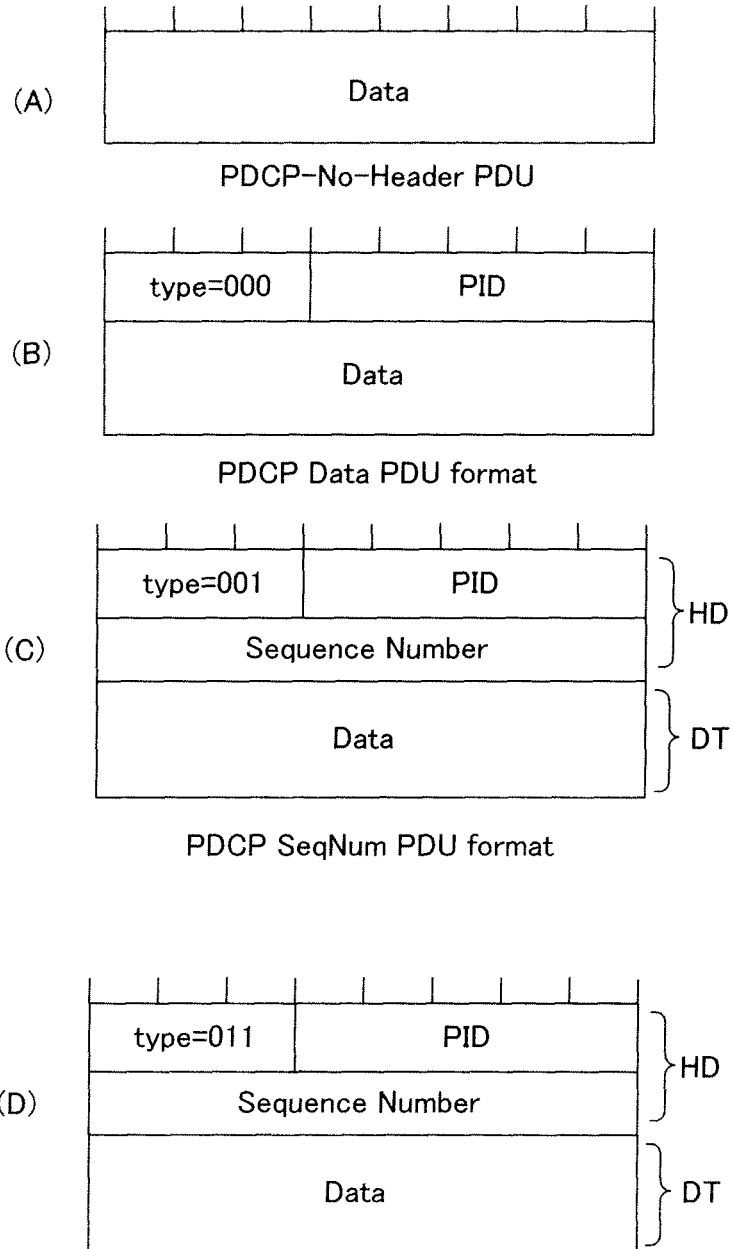 (A)
Data
PDCP-No-Header PDU
type=000 PID
(B)
Data
PDCP Data PDU format
type=001 PID
HD
(C)
Sequence Number
Data
DT
PDCP SeqNum PDU format
type=011 PID
HD
(D)
Sequence Number
Data
DT